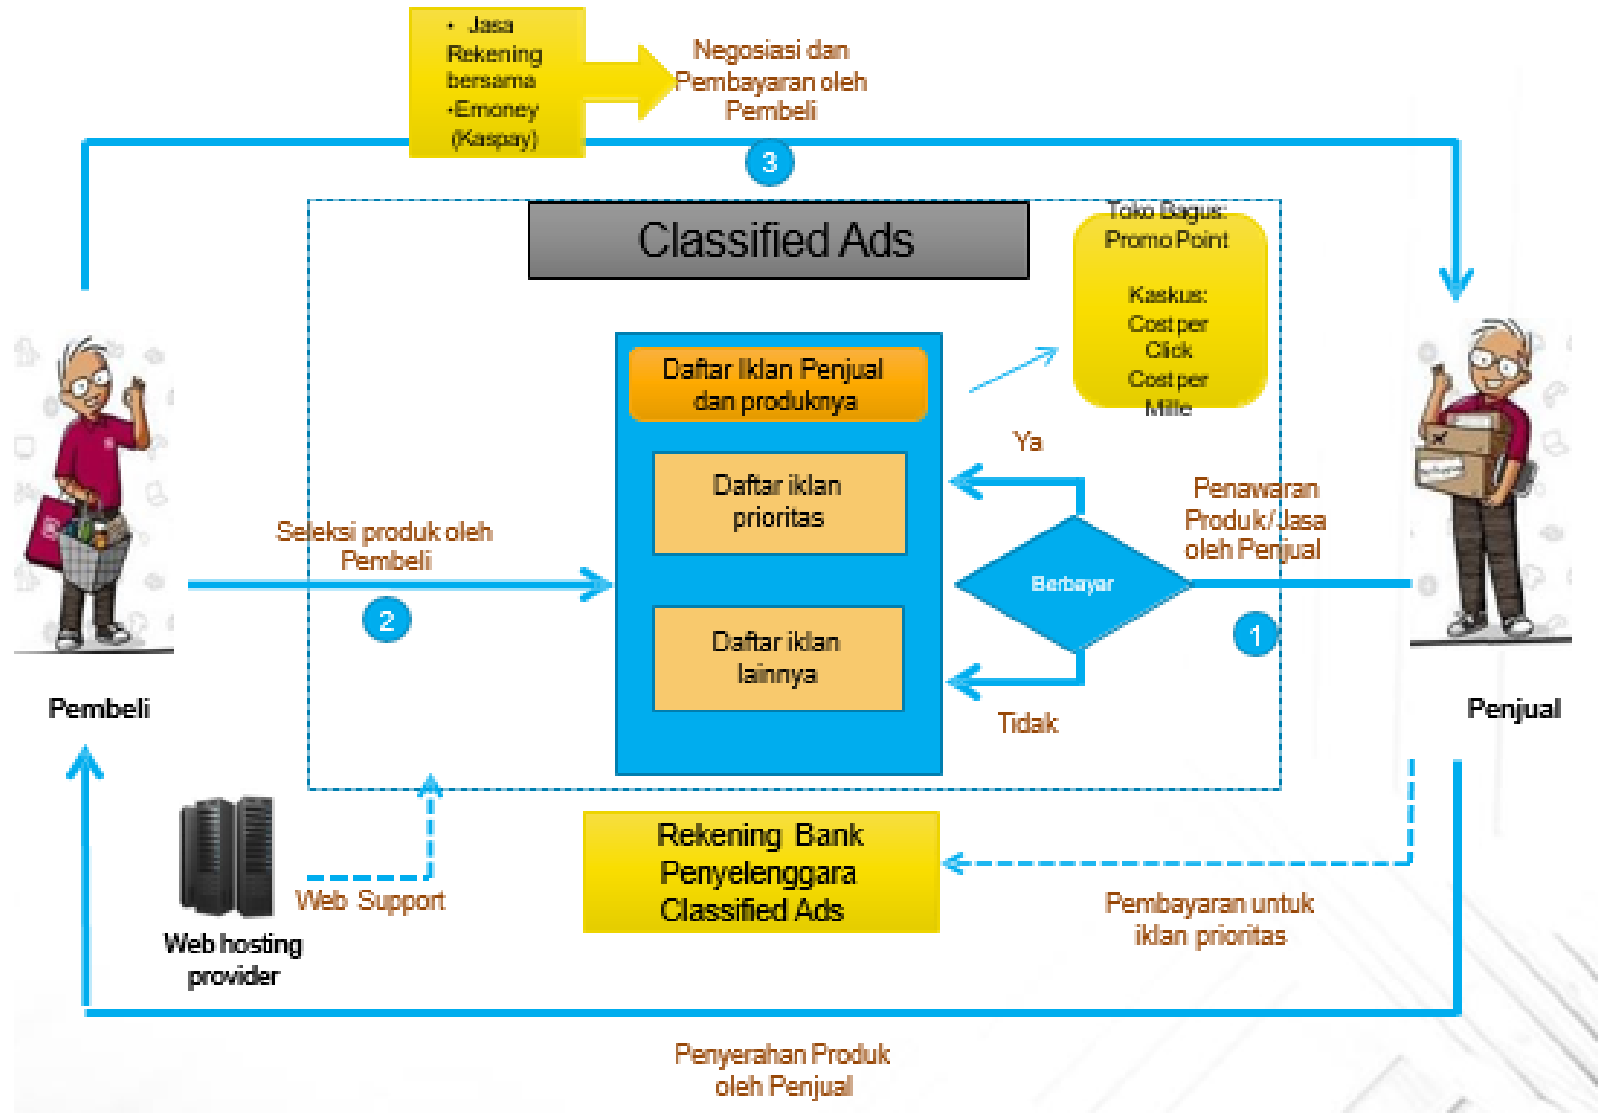 • Jasa
Rekening
bersama
•Emoney
(Kaspay)
Negosiasi dan
Pembayaran oleh
Pembeli
3
Classified Ads
Toko Bagus:
Promo Point
Kaskus:
Cost per
Click
Cost per
Mille
Daftar Iklan Penjual
dan produknya
Ya
Daftar iklan
prioritas
Penawaran
Produk/Jasa
oleh Penjual
Seleksi produk oleh
Pembeli
Berbayar
2
1
Daftar iklan
lainnya
Tidak
Pembeli
Penjual
Rekening Bank
Penyelenggara
Classified Ads
Web Support
Pembayaran untuk
iklan prioritas
Web hosting
provider
Penyerahan Produk
oleh Penjual